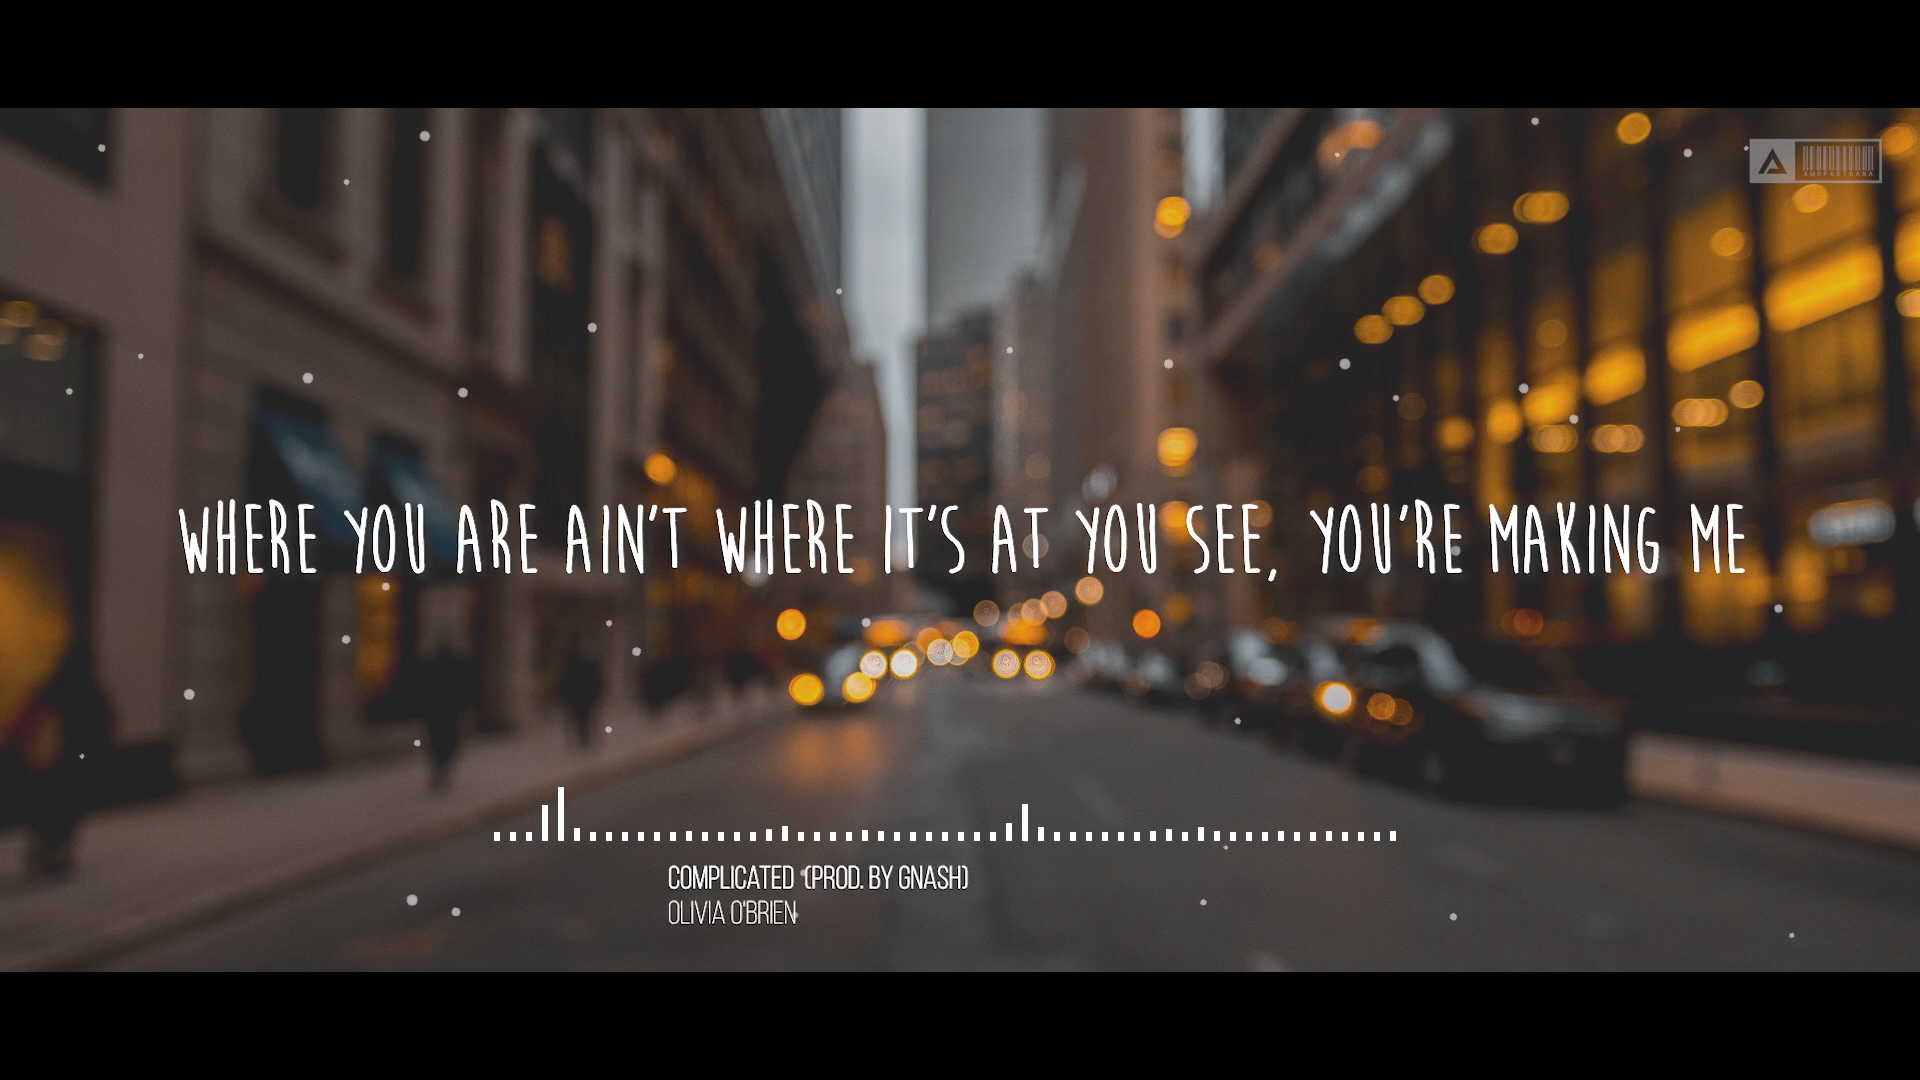 WHERE YOU ARE AIN'T WHERE IT'S AT YOU SEE, YOU'RE MAKING ME
COMPLICATED (PROD. BY GNASH)
OLIVIA O'BRIEN